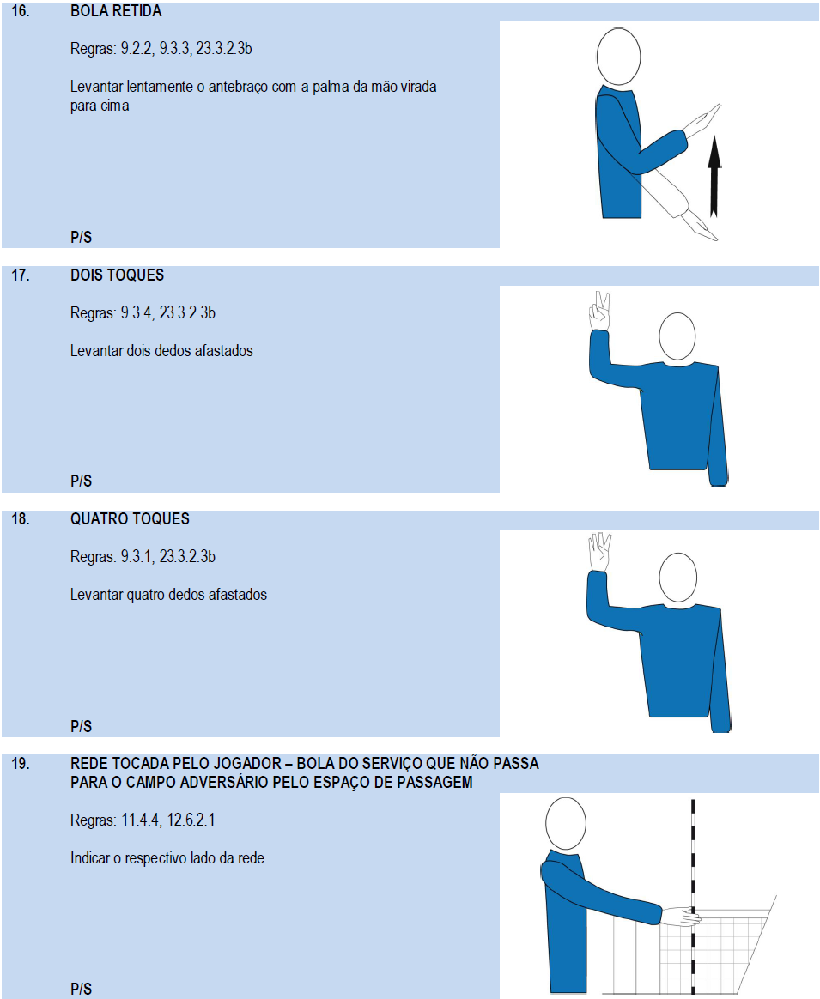 16. BOLA RETIDA
Regras: 9.2.2, 9.3.3, 23.3.2.3b
Levantar lentamente o antebraço com a palma da mão virada
para cima
P/S
17. DOIS TOQUES
Regras: 9.3.4, 23.3.2.3b
Levantar dois dedos afastados
P/S
18. QUATRO TOQUES
Regras: 9.3.1, 23.3.2.3b
Levantar quatro dedos afastados
P/S
19. REDE TOCADA PELO JOGADOR – BOLA DO SERVIÇO QUE NÃO PASSA
PARA O CAMPO ADVERSÁRIO PELO ESPAÇO DE PASSAGEM
Regras: 11.4.4, 12.6.2.1
Indicar o respectivo lado da rede
P/S